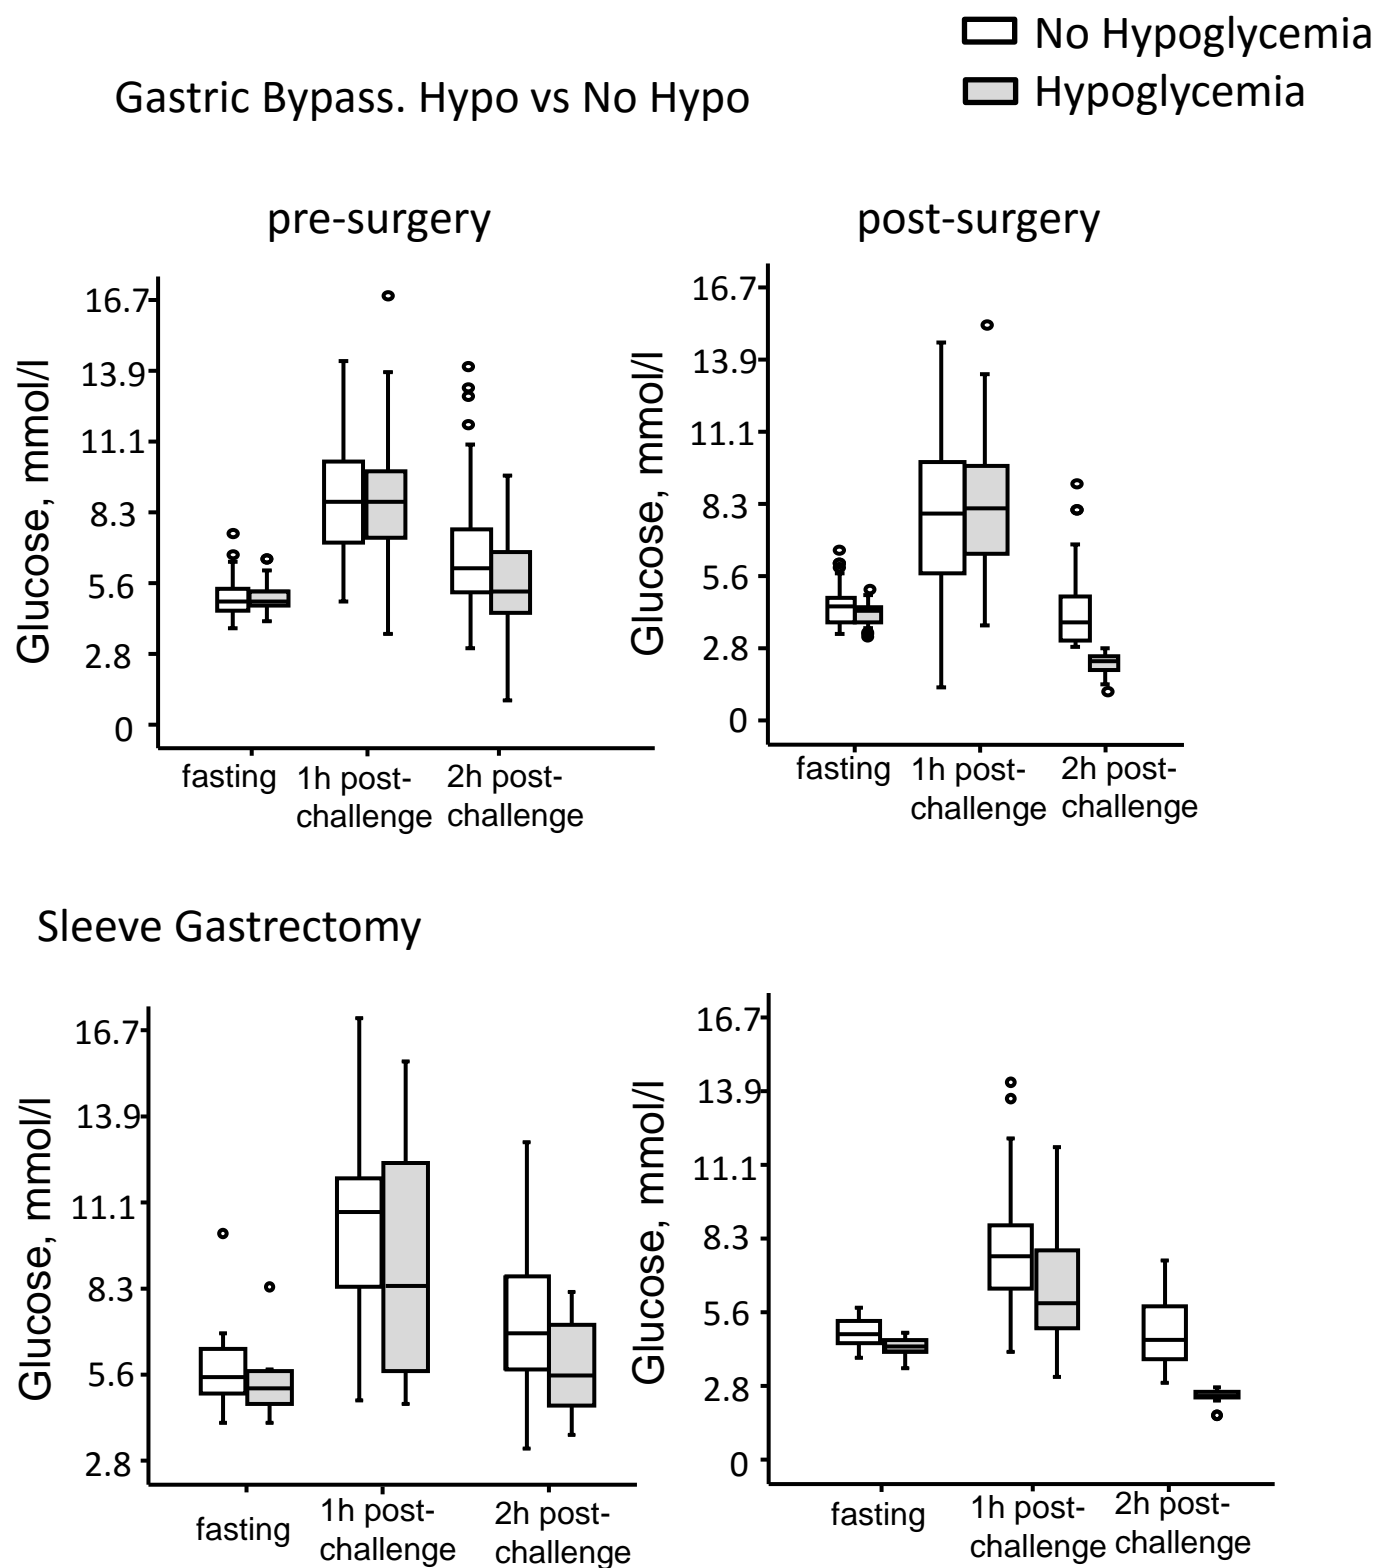 No Hypoglycemia
Hypoglycemia
Gastric Bypass. Hypo vs No Hypo
pre-surgery
post-surgery
Glucose, mmol/l
16.7
13.9
11.1
8.3
5.6
2.8
0
fasting
1h post-
challenge
2h post-
challenge
Glucose, mmol/l
16.7
13.9
11.1
8.3
5.6
2.8
0
fasting
1h post-
challenge
2h post-
challenge
Sleeve Gastrectomy
Glucose, mmol/l
16.7
13.9
11.1
8.3
5.6
2.8
fasting
1h post-
challenge
2h post-
challenge
Glucose, mmol/l
16.7
13.9
11.1
8.3
5.6
2.8
0
fasting
1h post-
challenge
2h post-
challenge